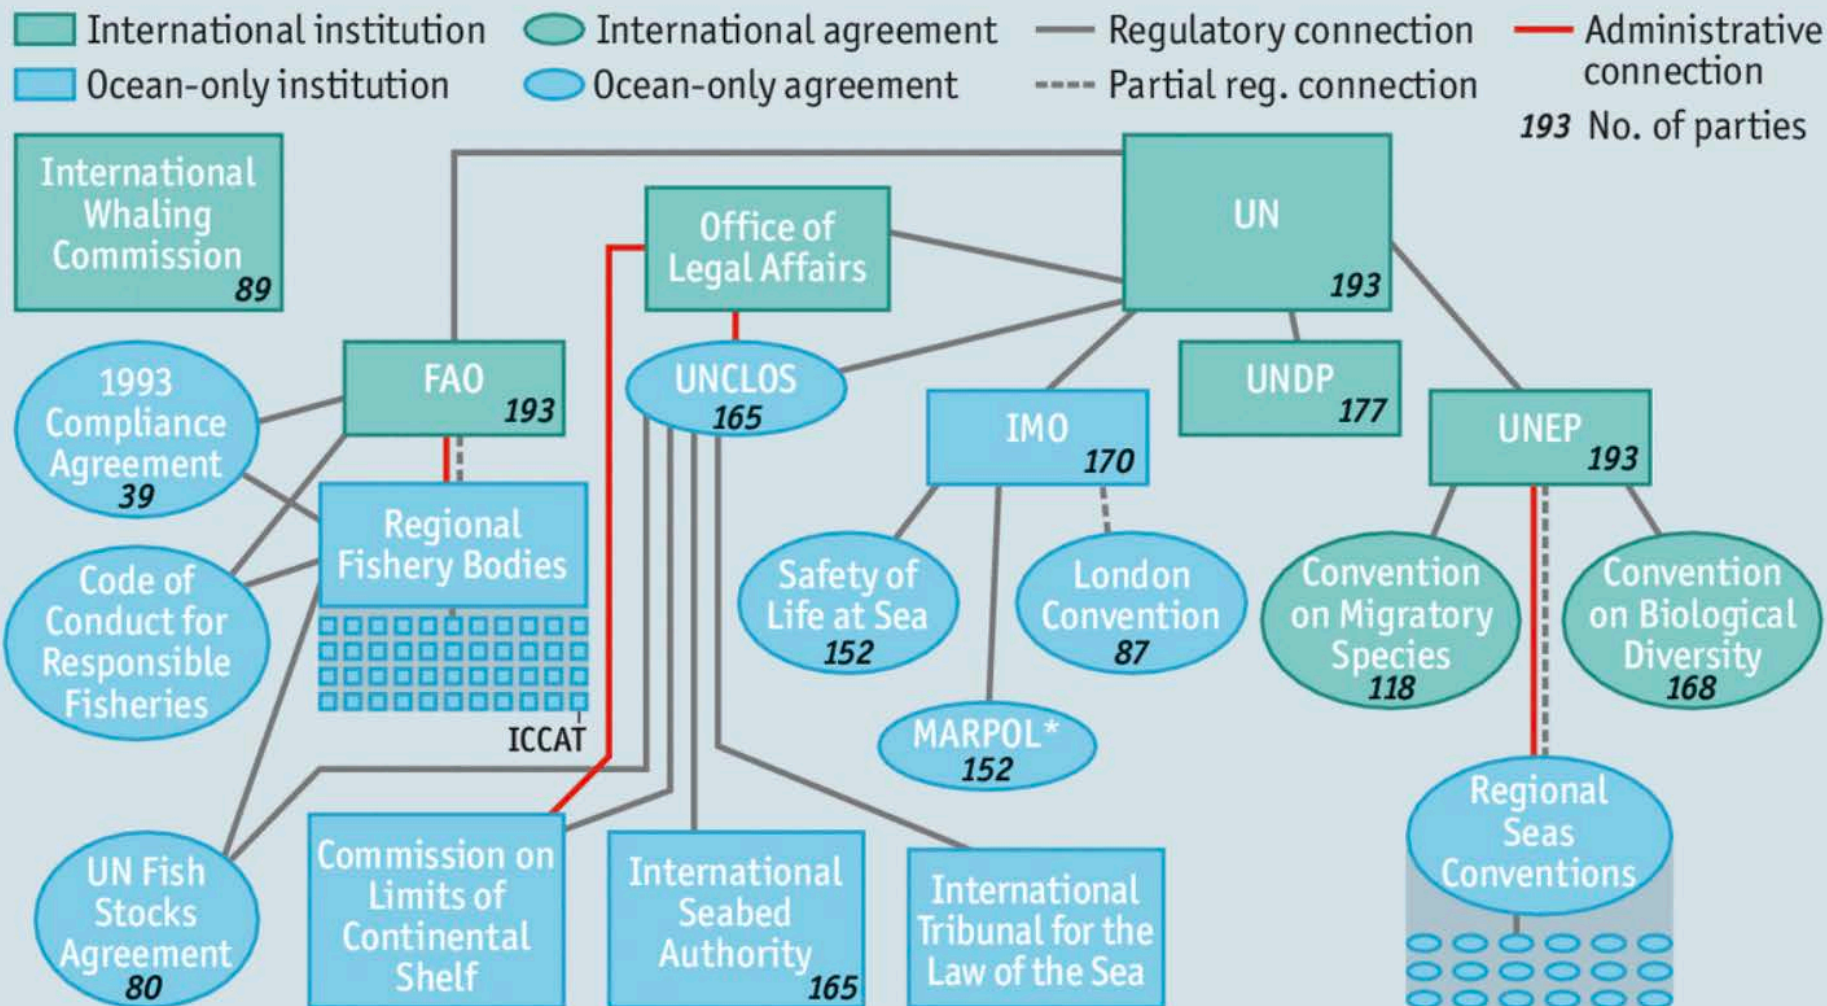 International institution
International agreement
Regulatory connection
Administrative
connection
Ocean-only institution
Ocean-only agreement
Partial reg. connection
193 No. of parties
International
Whaling
Commission
89
Office of
Legal Affairs
UN
193
1993
Compliance
Agreement
39
FAO
193
UNCLOS
165
IMO
170
UNDP
177
UNEP
193
Regional
Fishery Bodies
Code of
Conduct for
Responsible
Fisheries
ICCAT
Safety of
Life at Sea
152
London
Convention
87
MARPOL*
152
Convention
on Migratory
Species
118
Convention
on Biological
Diversity
168
Regional
Seas
Conventions
UN Fish
Stocks
Agreement
80
Commission on
Limits of
Continental
Shelf
International
Seabed
Authority
165
International
Tribunal for the
Law of the Sea